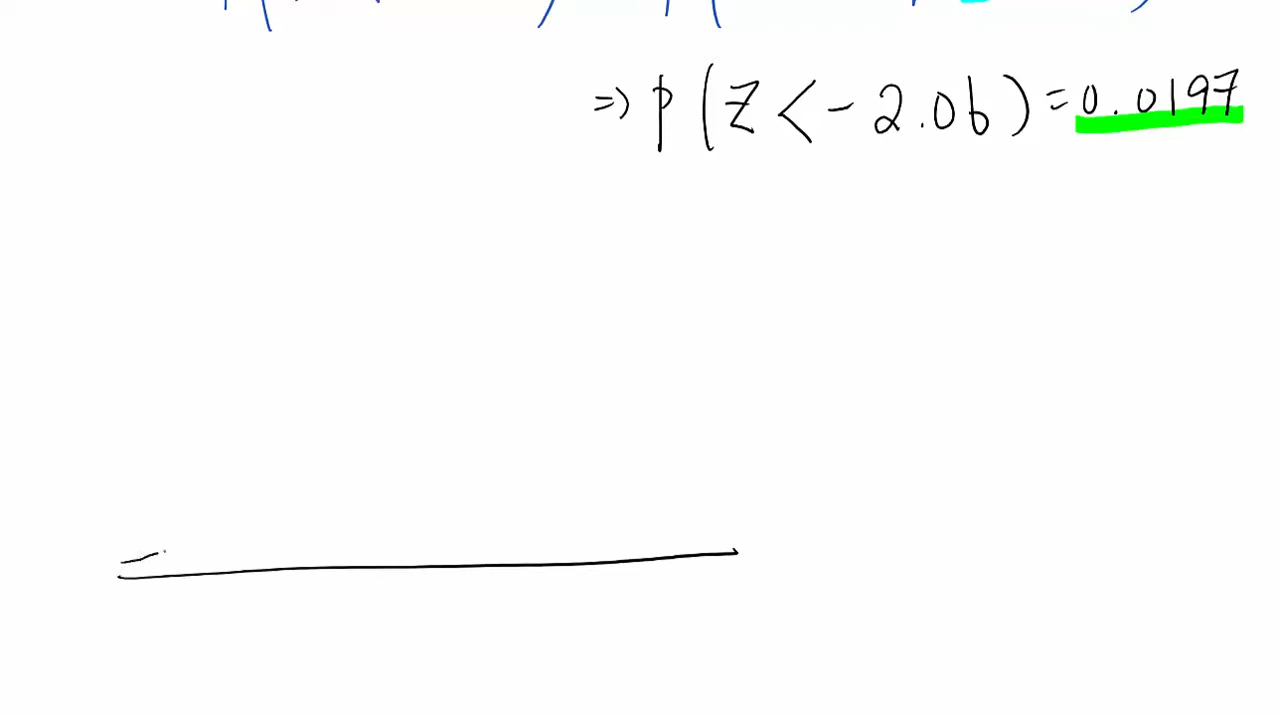 => P(Z < -2.06) = 0.0197